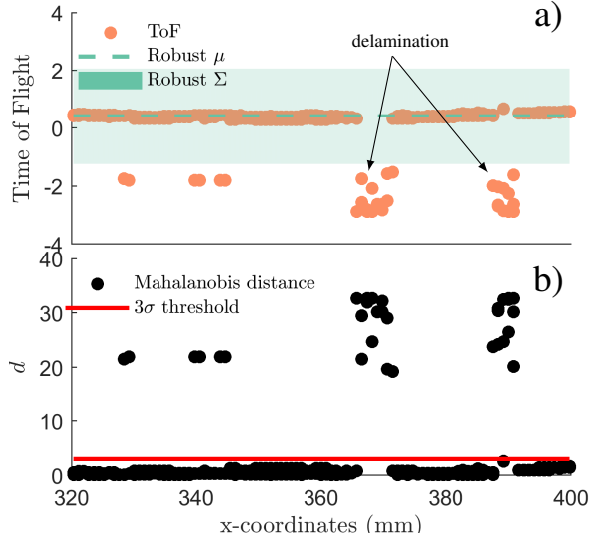 a)
ToF
Robust μ
Robust Σ
delamination
Time of Flight
4
2
0
-2
-4
b)
Mahalanobis distance
3σ threshold
d
40
30
20
10
0
320
340
360
380
400
x-coordinates (mm)